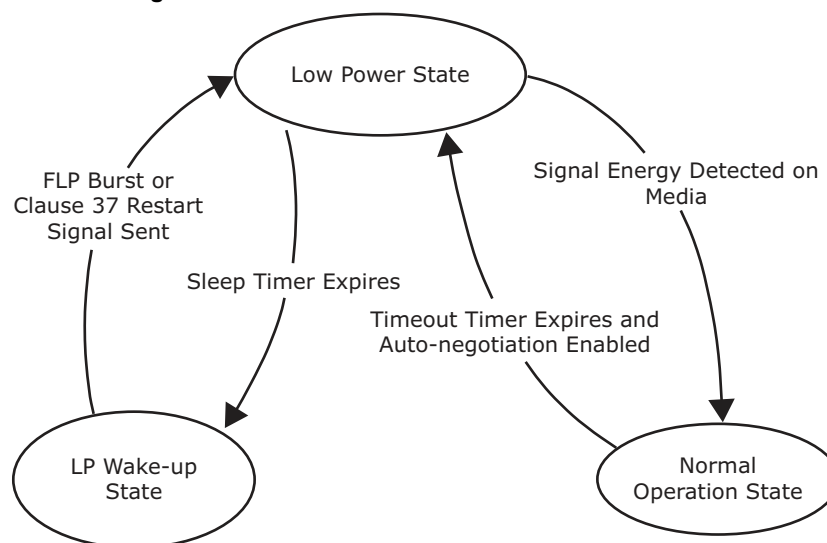 Low Power State
FLP Burst or
Clause 37 Restart
Signal Sent
Signal Energy Detected on
Media
Sleep Timer Expires
Timeout Timer Expires and
Auto-negotiation Enabled
LP Wake-up
State
Normal
Operation State